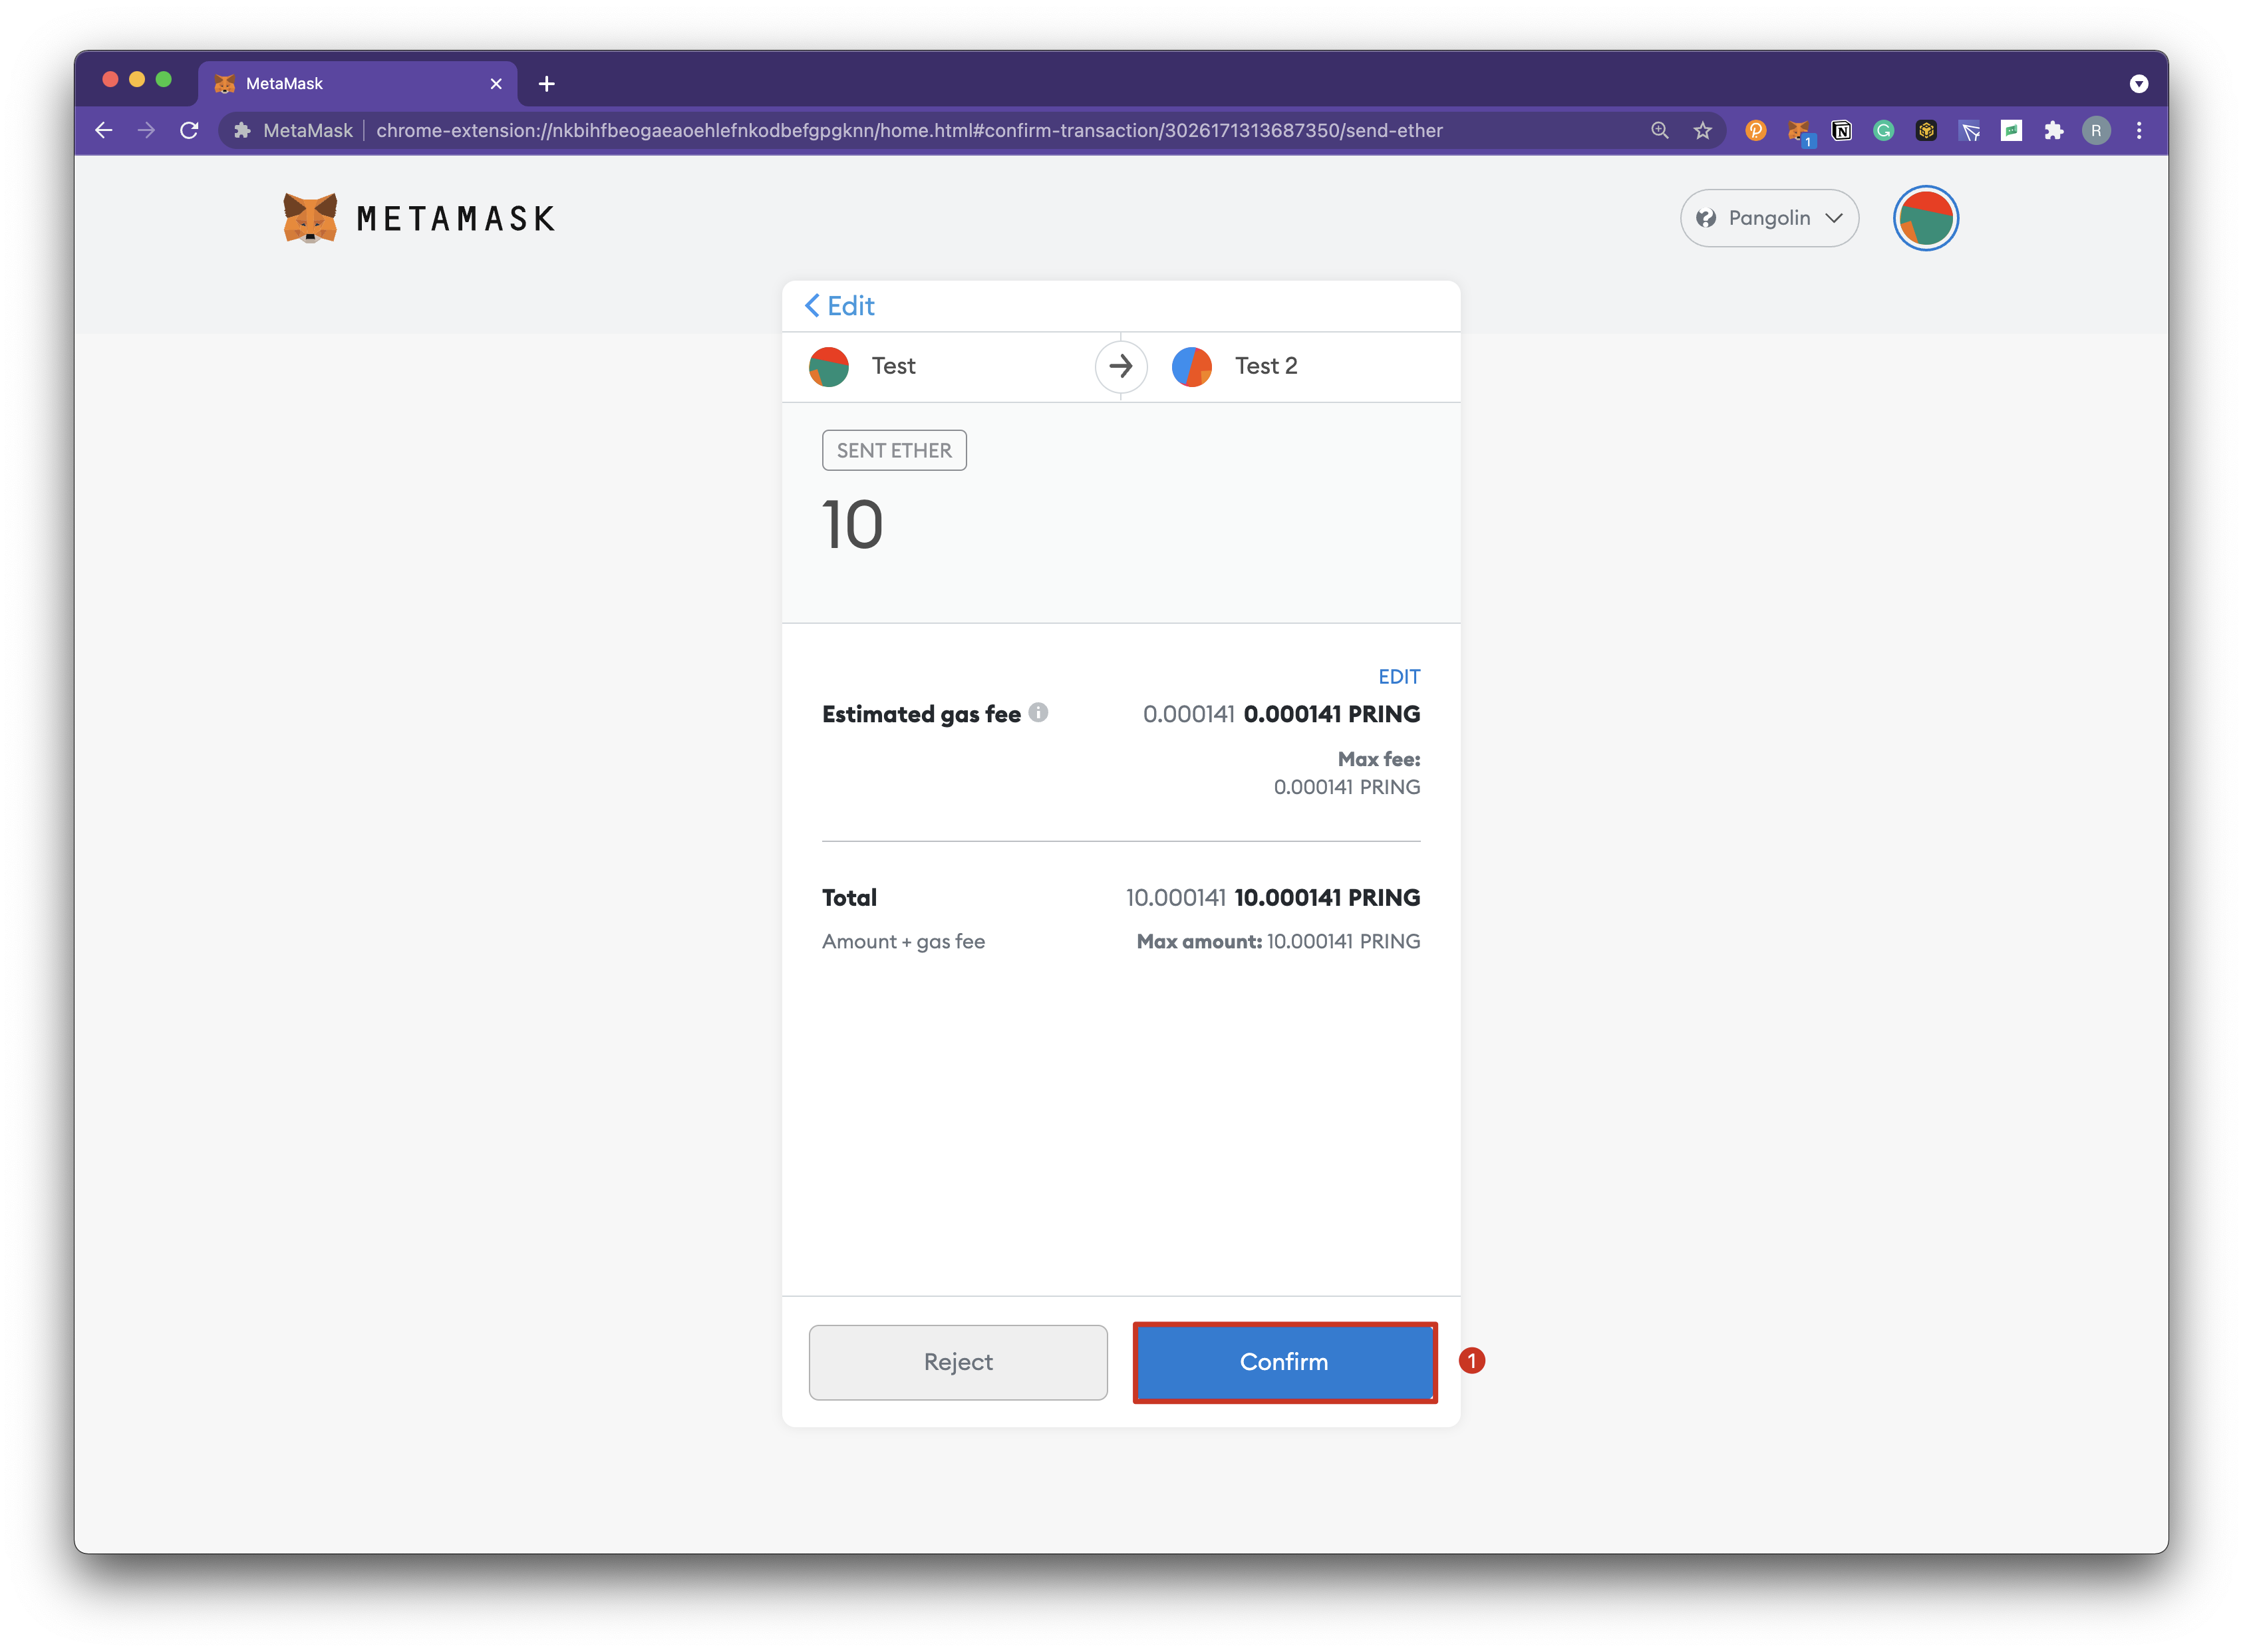 MetaMask
MetaMask chrome-extension://nkbihfbeogaeaoehlefnkodbefgpgknn/home.html#confirm-transaction/3026171313687350/send-ether
1
R
METAMASK
Pangolin
Edit
Test
Test 2
SENT ETHER
10
EDIT
Estimated gas fee 0.000141 0.000141 PRING
Max fee:
0.000141 PRING
Total 10.000141 10.000141 PRING
Amount + gas fee Max amount: 10.000141 PRING
Reject
Confirm
1